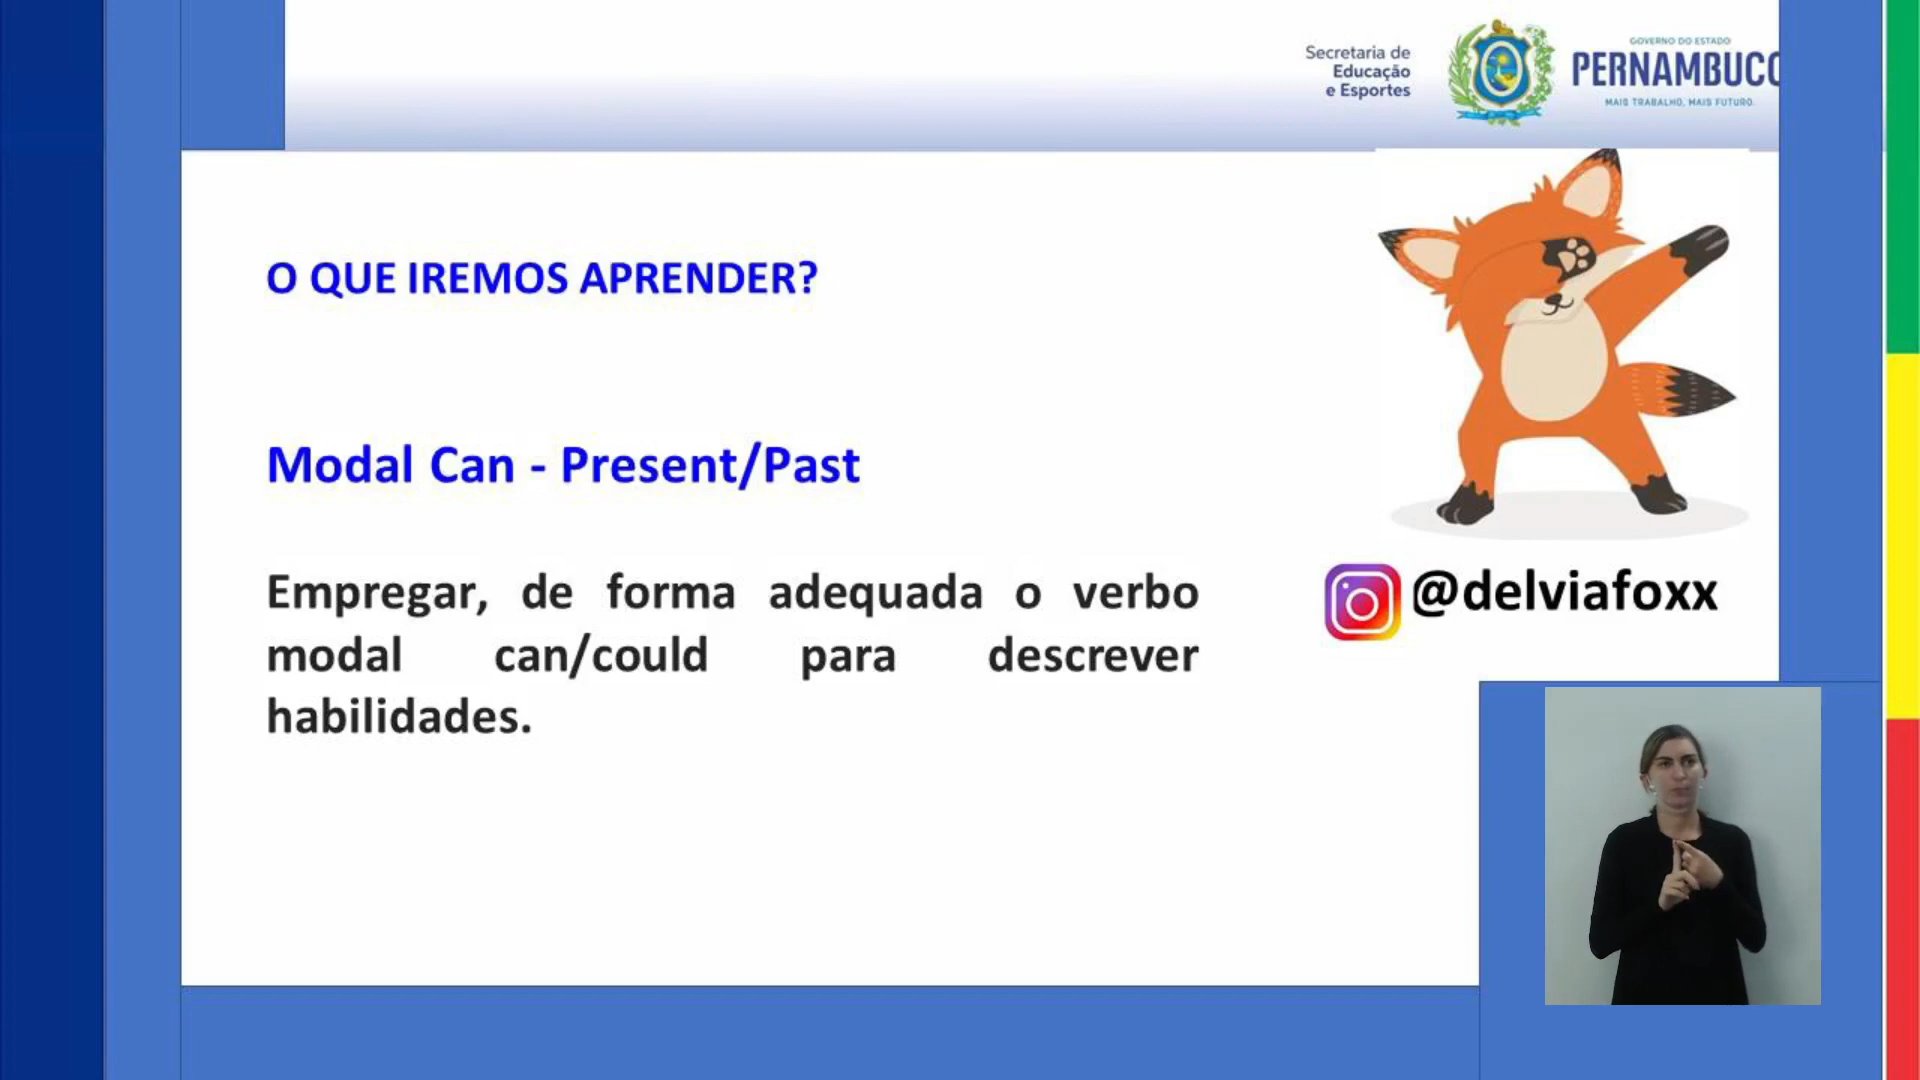 Secretaria de
Educação
e Esportes
GOVERNO DO ESTADO
PERNAMBUCO
MAIS TRABALHO, MAIS FUTURO.
O QUE IREMOS APRENDER?
Modal Can - Present/Past
Empregar, de forma adequada o verbo
modal can/could para descrever
habilidades.
@delviafoxx